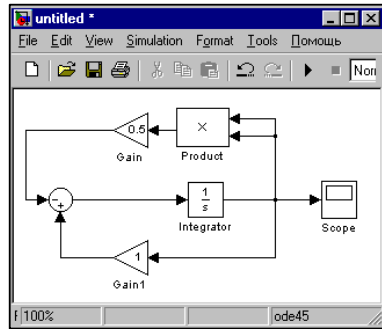 untitled *
File Edit View Simulation Format Tools Помощь
Nor
0.5
×
Gain
Product
- +
1
s
Integrator
Scope
1
Gain1
100%
ode45